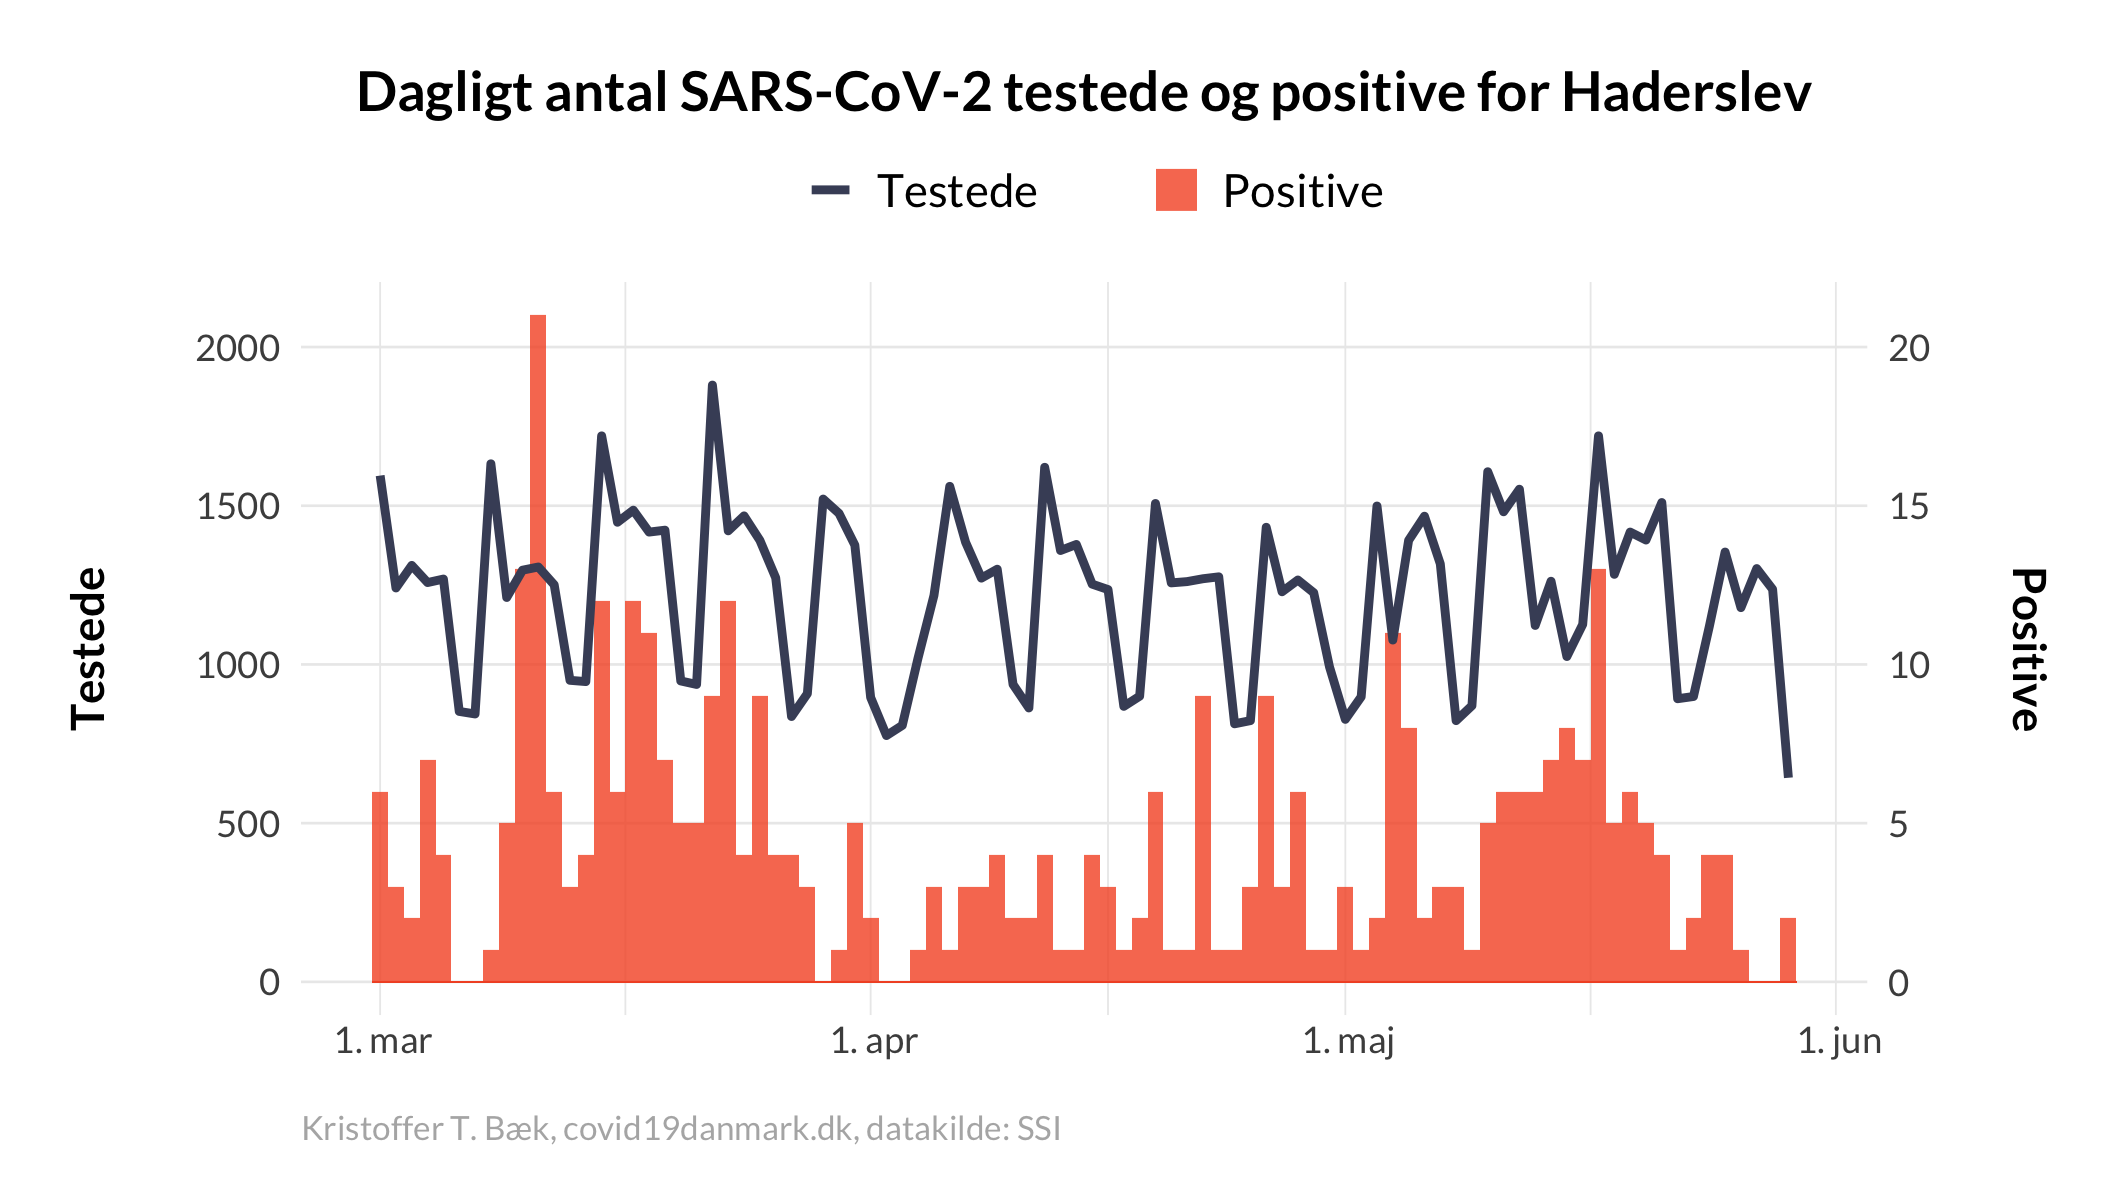 Dagligt antal SARS-CoV-2 testede og positive for Haderslev
Testede
Positive
2000
1500
1000
500
0
20
15
10
5
0
Testede
Positive
1. mar
1. apr
1. maj
1. jun
Kristoffer T. Bæk, covid19danmark.dk, datakilde: SSI